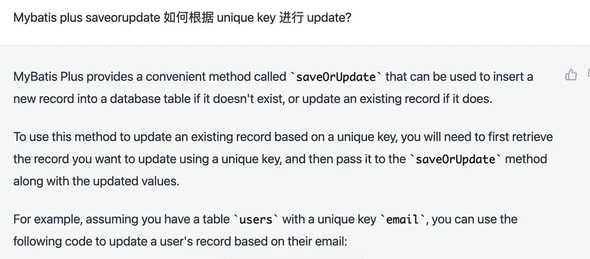 Mybatis plus saveorupdate 如何根据 unique key 进行 update?
MyBatis Plus provides a convenient method called `saveOrUpdate` that can be used to insert a
new record into a database table if it doesn't exist, or update an existing record if it does.
To use this method to update an existing record based on a unique key, you will need to first retrieve
the record you want to update using a unique key, and then pass it to the `saveOrUpdate` method
along with the updated values.
For example, assuming you have a table `users` with a unique key `email`, you can use the
following code to update a user's record based on their email: